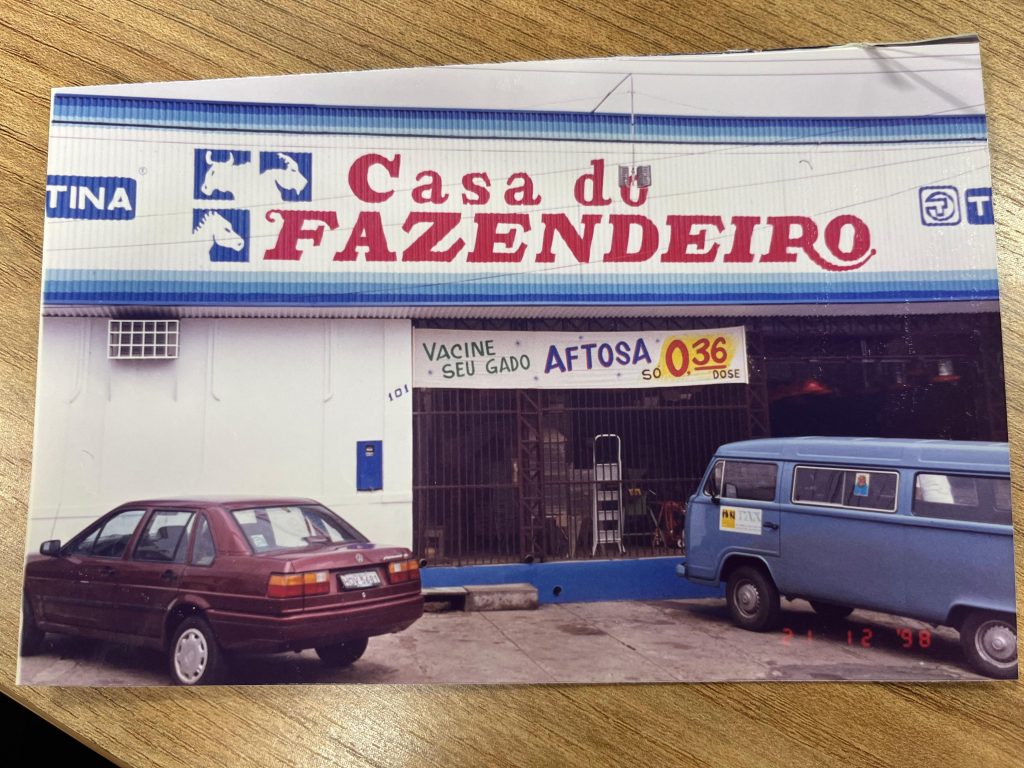 TINA
Casa do
FAZENDEIRO
T
VACINE
SEU GADO
AFTOSA
SÓ 0,36
DOSE
101
21 12 '98